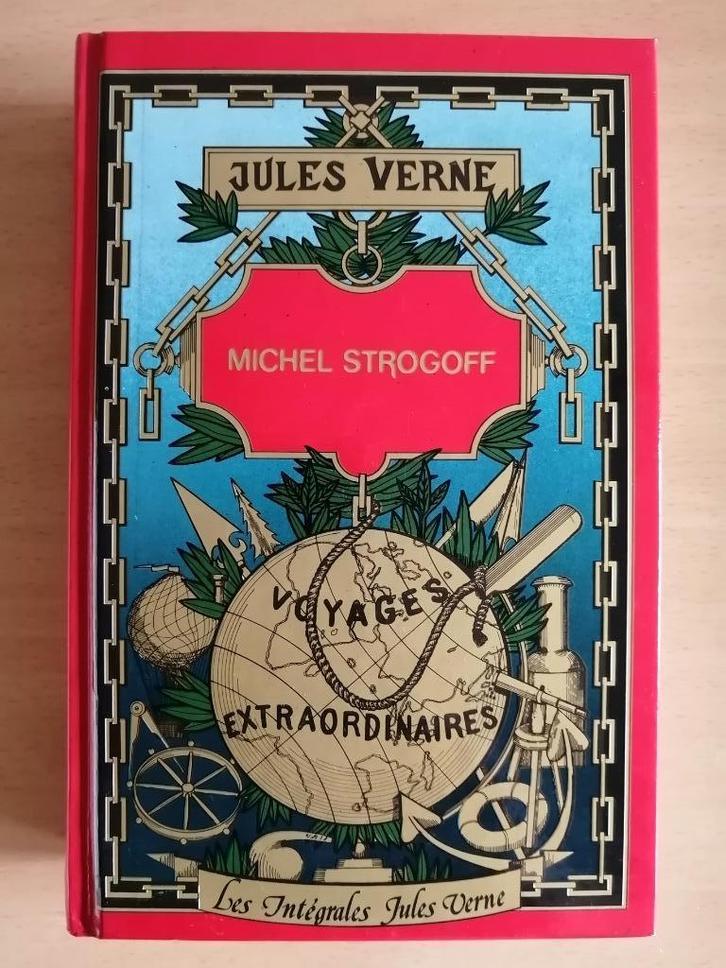 JULES VERNE
MICHEL STROGOFF
VOYAGES
EXTRAORDINAIRES
Les Intégrales Jules Verne